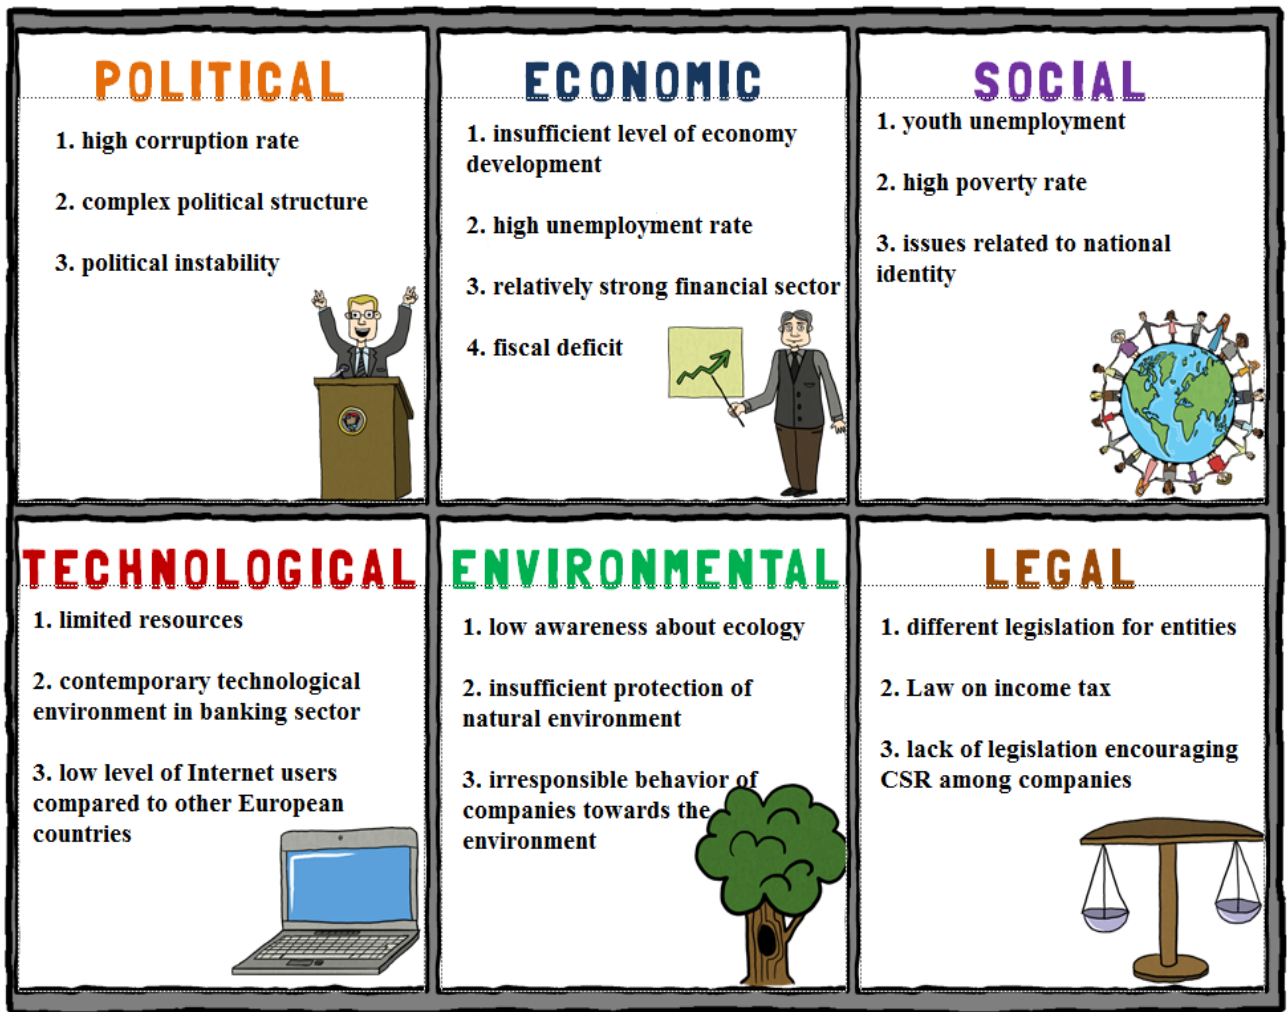 POLITICAL
1. high corruption rate
2. complex political structure
3. political instability
ECONOMIC
1. insufficient level of economy
development
2. high unemployment rate
3. relatively strong financial sector
4. fiscal deficit
SOCIAL
1. youth unemployment
2. high poverty rate
3. issues related to national
identity
TECHNOLOGICAL
1. limited resources
2. contemporary technological
environment in banking sector
3. low level of Internet users
compared to other European
countries
ENVIRONMENTAL
1. low awareness about ecology
2. insufficient protection of
natural environment
3. irresponsible behavior of
companies towards the
environment
LEGAL
1. different legislation for entities
2. Law on income tax
3. lack of legislation encouraging
CSR among companies